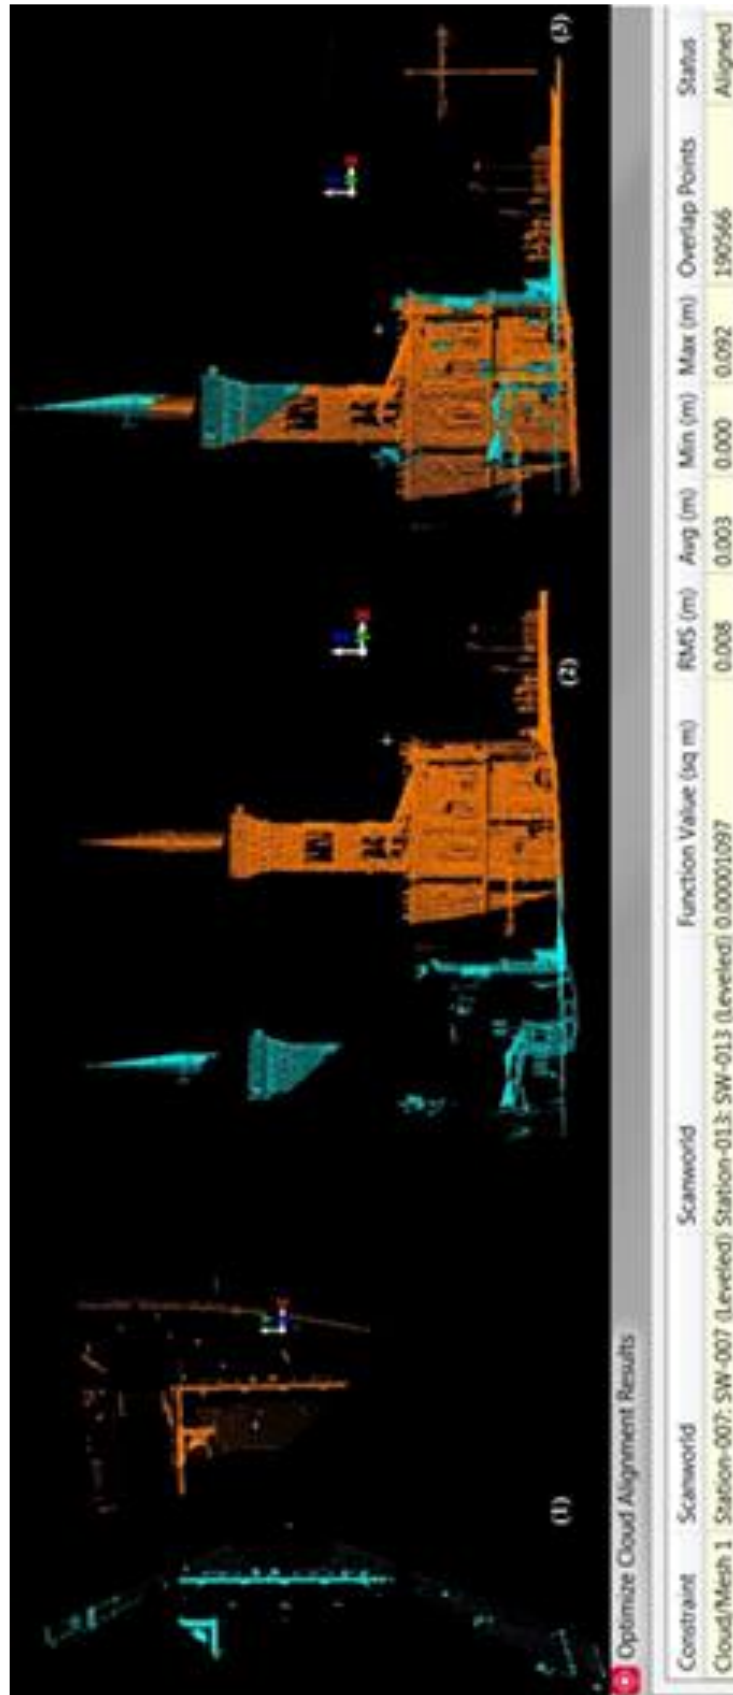 (1)
(2)
(3)
Optimize Cloud Alignment Results
Constraint Scanworld Scanworld Function Value (sq m) RMS (m) Avg (m) Min (m) Max (m) Overlap Points Status
Cloud/Mesh 1 Station-007: SW-007 (Leveled) Station-013: SW-013 (Leveled) 0.00001097 0.008 0.003 0.000 0.092 190566 Aligned